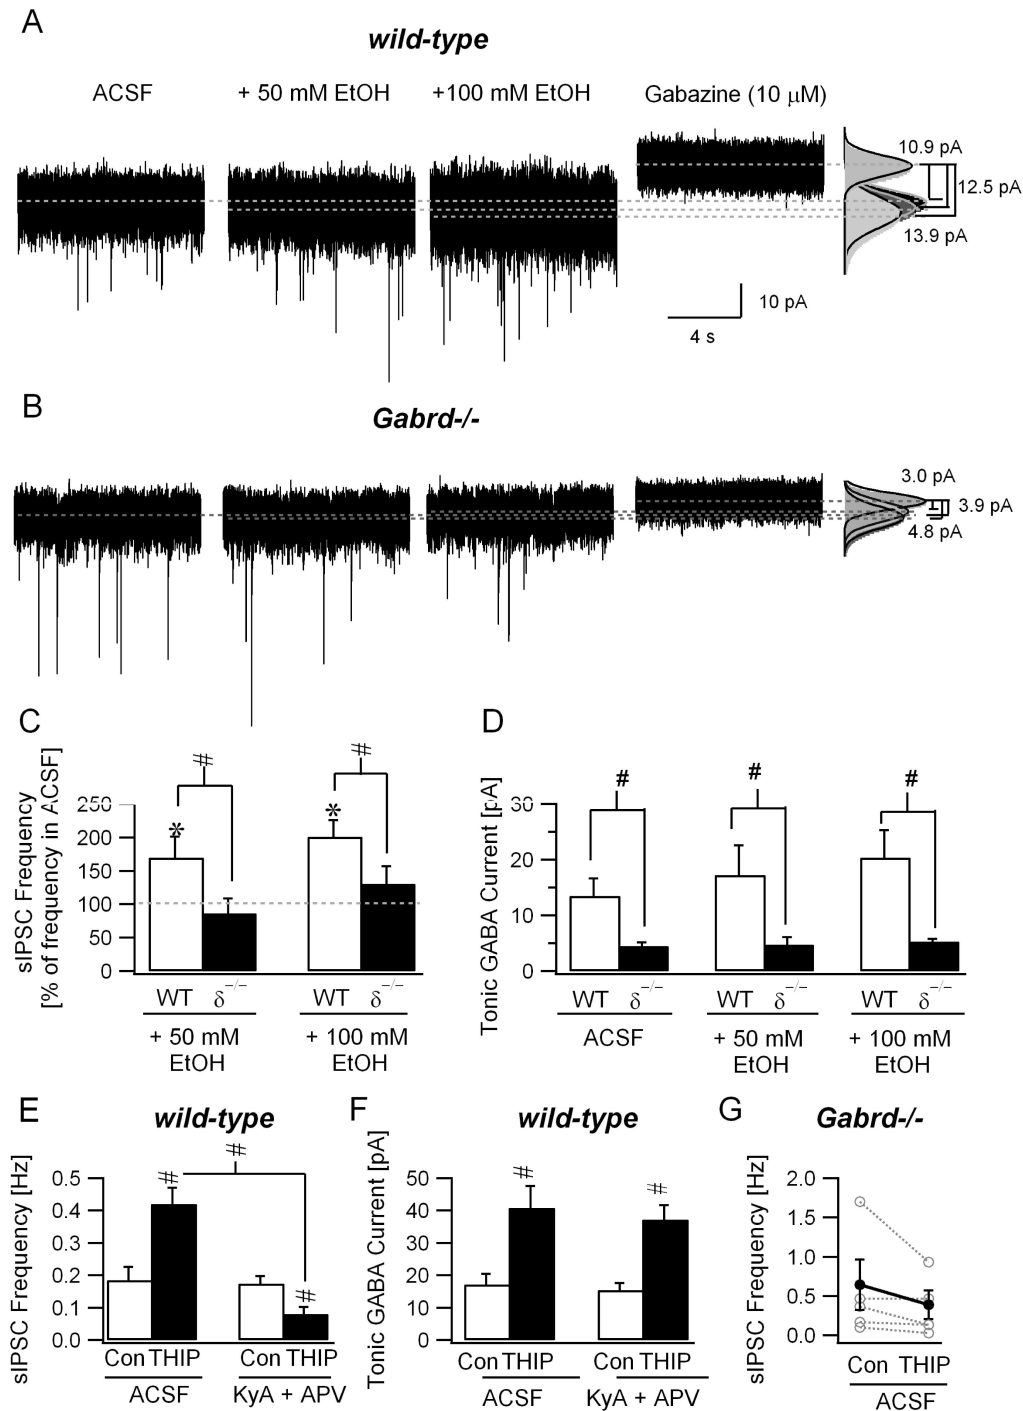 A
wild-type
ACSF
+ 50 mM EtOH
+100 mM EtOH
Gabazine (10 μM)
10.9 pA
12.5 pA
13.9 pA
10 pA
4 s
B
Gabrd-/-
3.0 pA
3.9 pA
4.8 pA
C
sIPSC Frequency
[% of frequency in ACSF]
#
#
*
*
250
200
150
100
50
0
WT δ⁻/⁻
WT δ⁻/⁻
+ 50 mM
EtOH
+ 100 mM
EtOH
D
Tonic GABA Current [pA]
#
#
#
30
20
10
0
WT δ⁻/⁻
WT δ⁻/⁻
WT δ⁻/⁻
ACSF
+ 50 mM
EtOH
+ 100 mM
EtOH
E
wild-type
sIPSC Frequency [Hz]
#
#
#
0.5
0.4
0.3
0.2
0.1
0.0
Con THIP
Con THIP
ACSF
KyA + APV
F
wild-type
Tonic GABA Current [pA]
#
#
50
40
30
20
10
0
Con THIP
Con THIP
ACSF
KyA + APV
G
Gabrd-/-
sIPSC Frequency [Hz]
2.0
1.5
1.0
0.5
0.0
Con THIP
ACSF